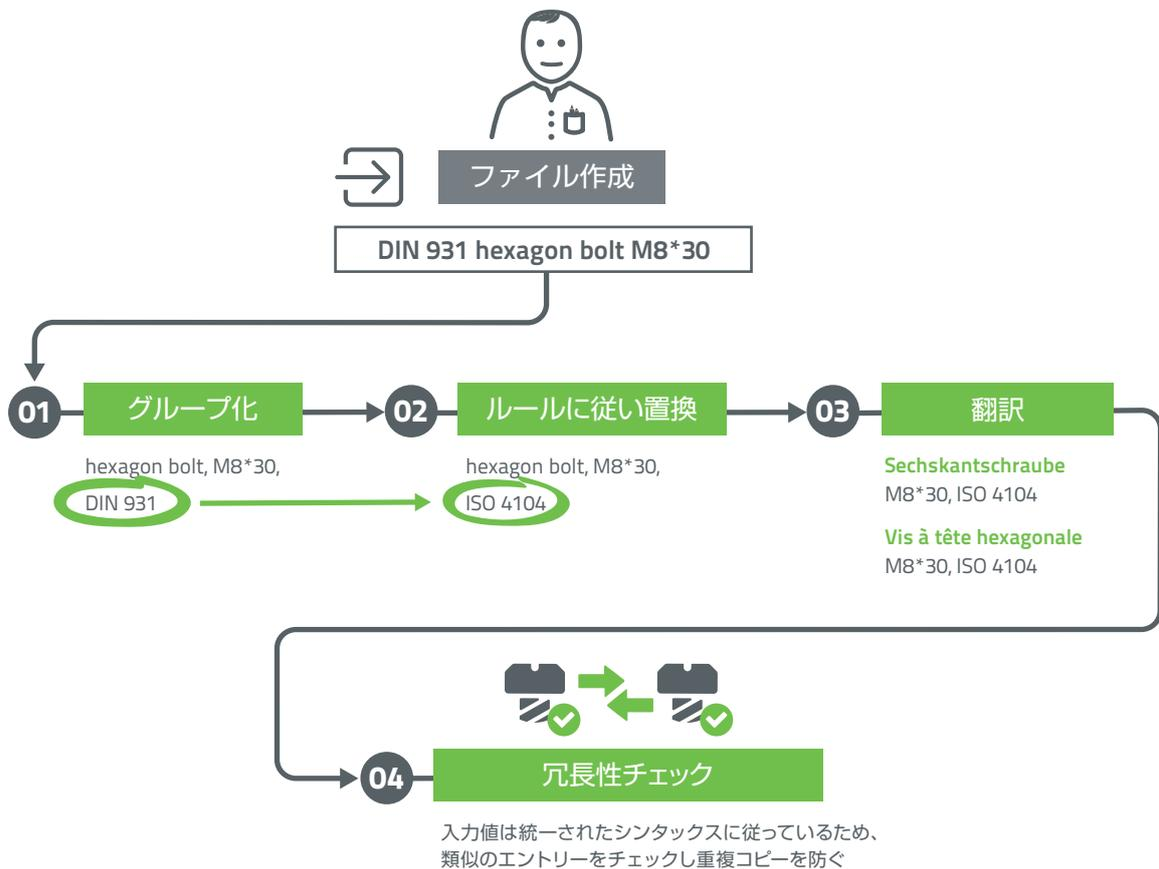 ファイル作成
DIN 931 hexagon bolt M8*30
01
グループ化
hexagon bolt, M8*30,
DIN 931
02
ルールに従い置換
hexagon bolt, M8*30,
ISO 4104
03
翻訳
Sechskantschraube
M8*30, ISO 4104
Vis à tête hexagonale
M8*30, ISO 4104
04
冗長性チェック
入力値は統一されたシンタックスに従っているため、
類似のエントリーをチェックし重複コピーを防ぐ